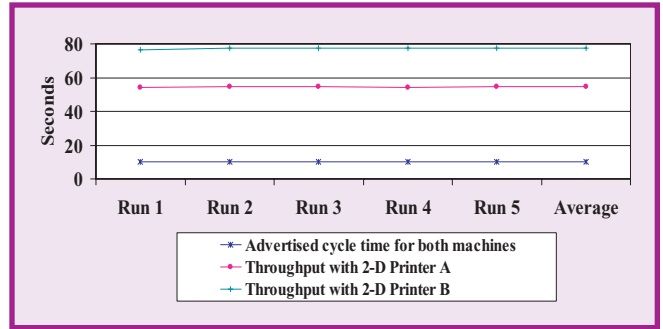 80
60
40
20
0
Seconds
Run 1 Run 2 Run 3 Run 4 Run 5 Average
Advertised cycle time for both machines
Throughput with 2-D Printer A
Throughput with 2-D Printer B